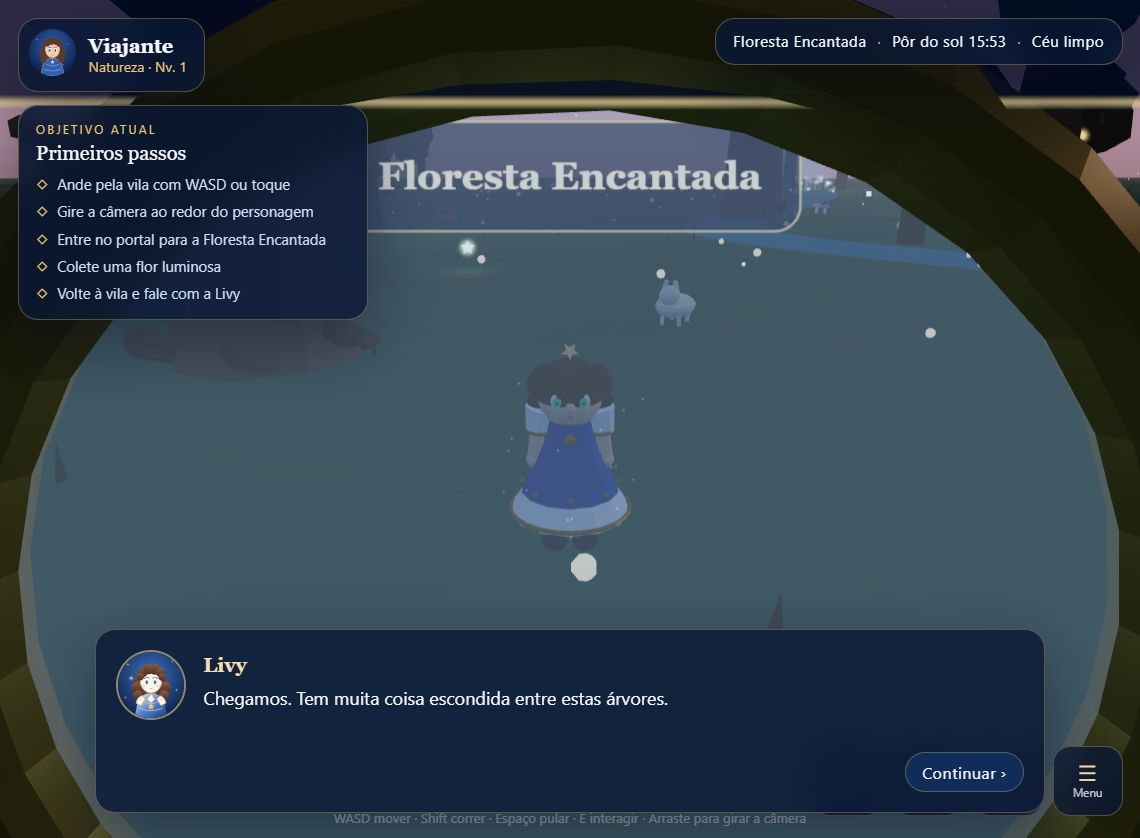 Viajante
Natureza · Nv. 1
Floresta Encantada · Pôr do sol 15:53 · Céu limpo
OBJETIVO ATUAL
Primeiros passos
Ande pela vila com WASD ou toque
Gire a câmera ao redor do personagem
Entre no portal para a Floresta Encantada
Colete uma flor luminosa
Volte à vila e fale com a Livy
Floresta Encantada
Livy
Chegamos. Tem muita coisa escondida entre estas árvores.
Continuar ›
Menu
WASD mover · Shift correr · Espaço pular · E interagir · Arraste para girar a câmera